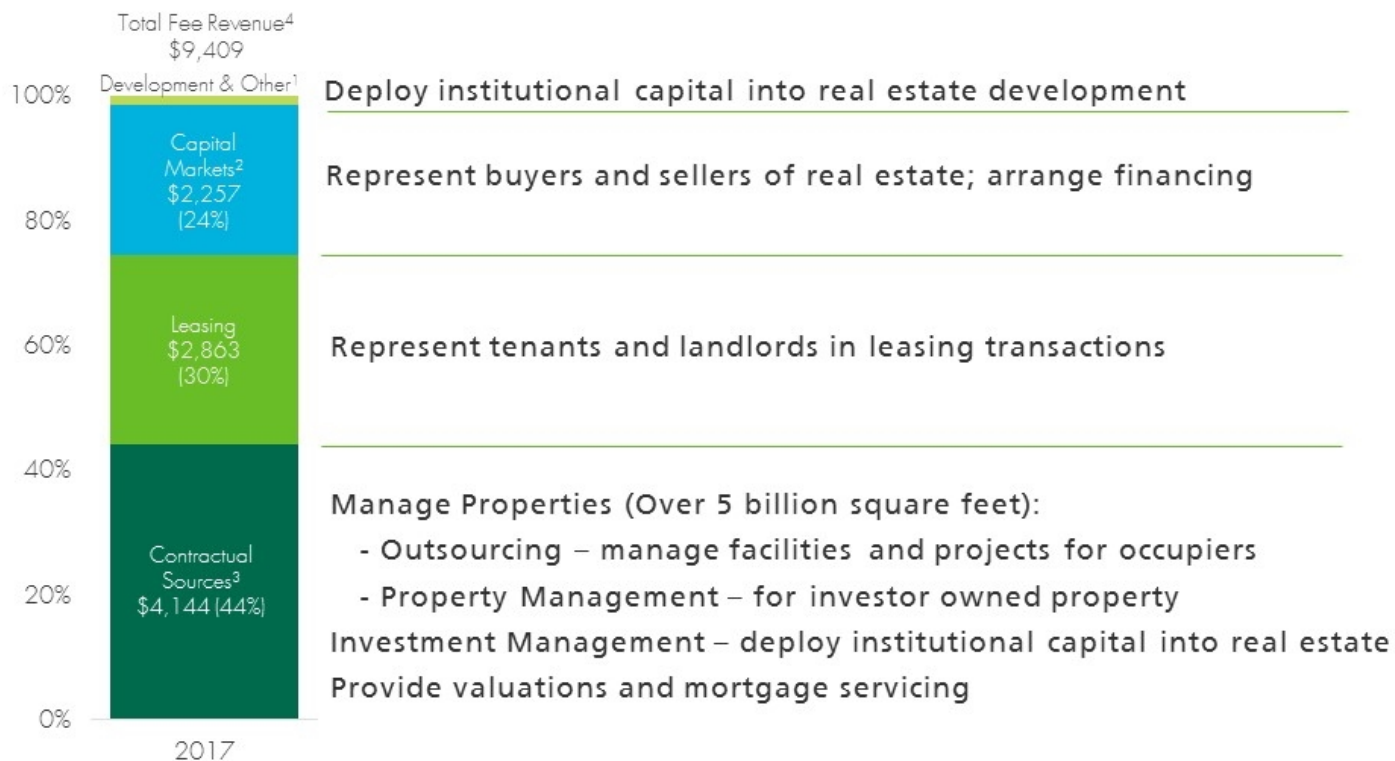 Total Fee Revenue⁴
$9,409
Development & Other¹
100%
80%
60%
40%
20%
0%
Capital
Markets²
$2,257
(24%)
Leasing
$2,863
(30%)
Contractual
Sources³
$4,144 (44%)
2017
Deploy institutional capital into real estate development
Represent buyers and sellers of real estate; arrange financing
Represent tenants and landlords in leasing transactions
Manage Properties (Over 5 billion square feet):
- Outsourcing – manage facilities and projects for occupiers
- Property Management – for investor owned property
Investment Management – deploy institutional capital into real estate
Provide valuations and mortgage servicing